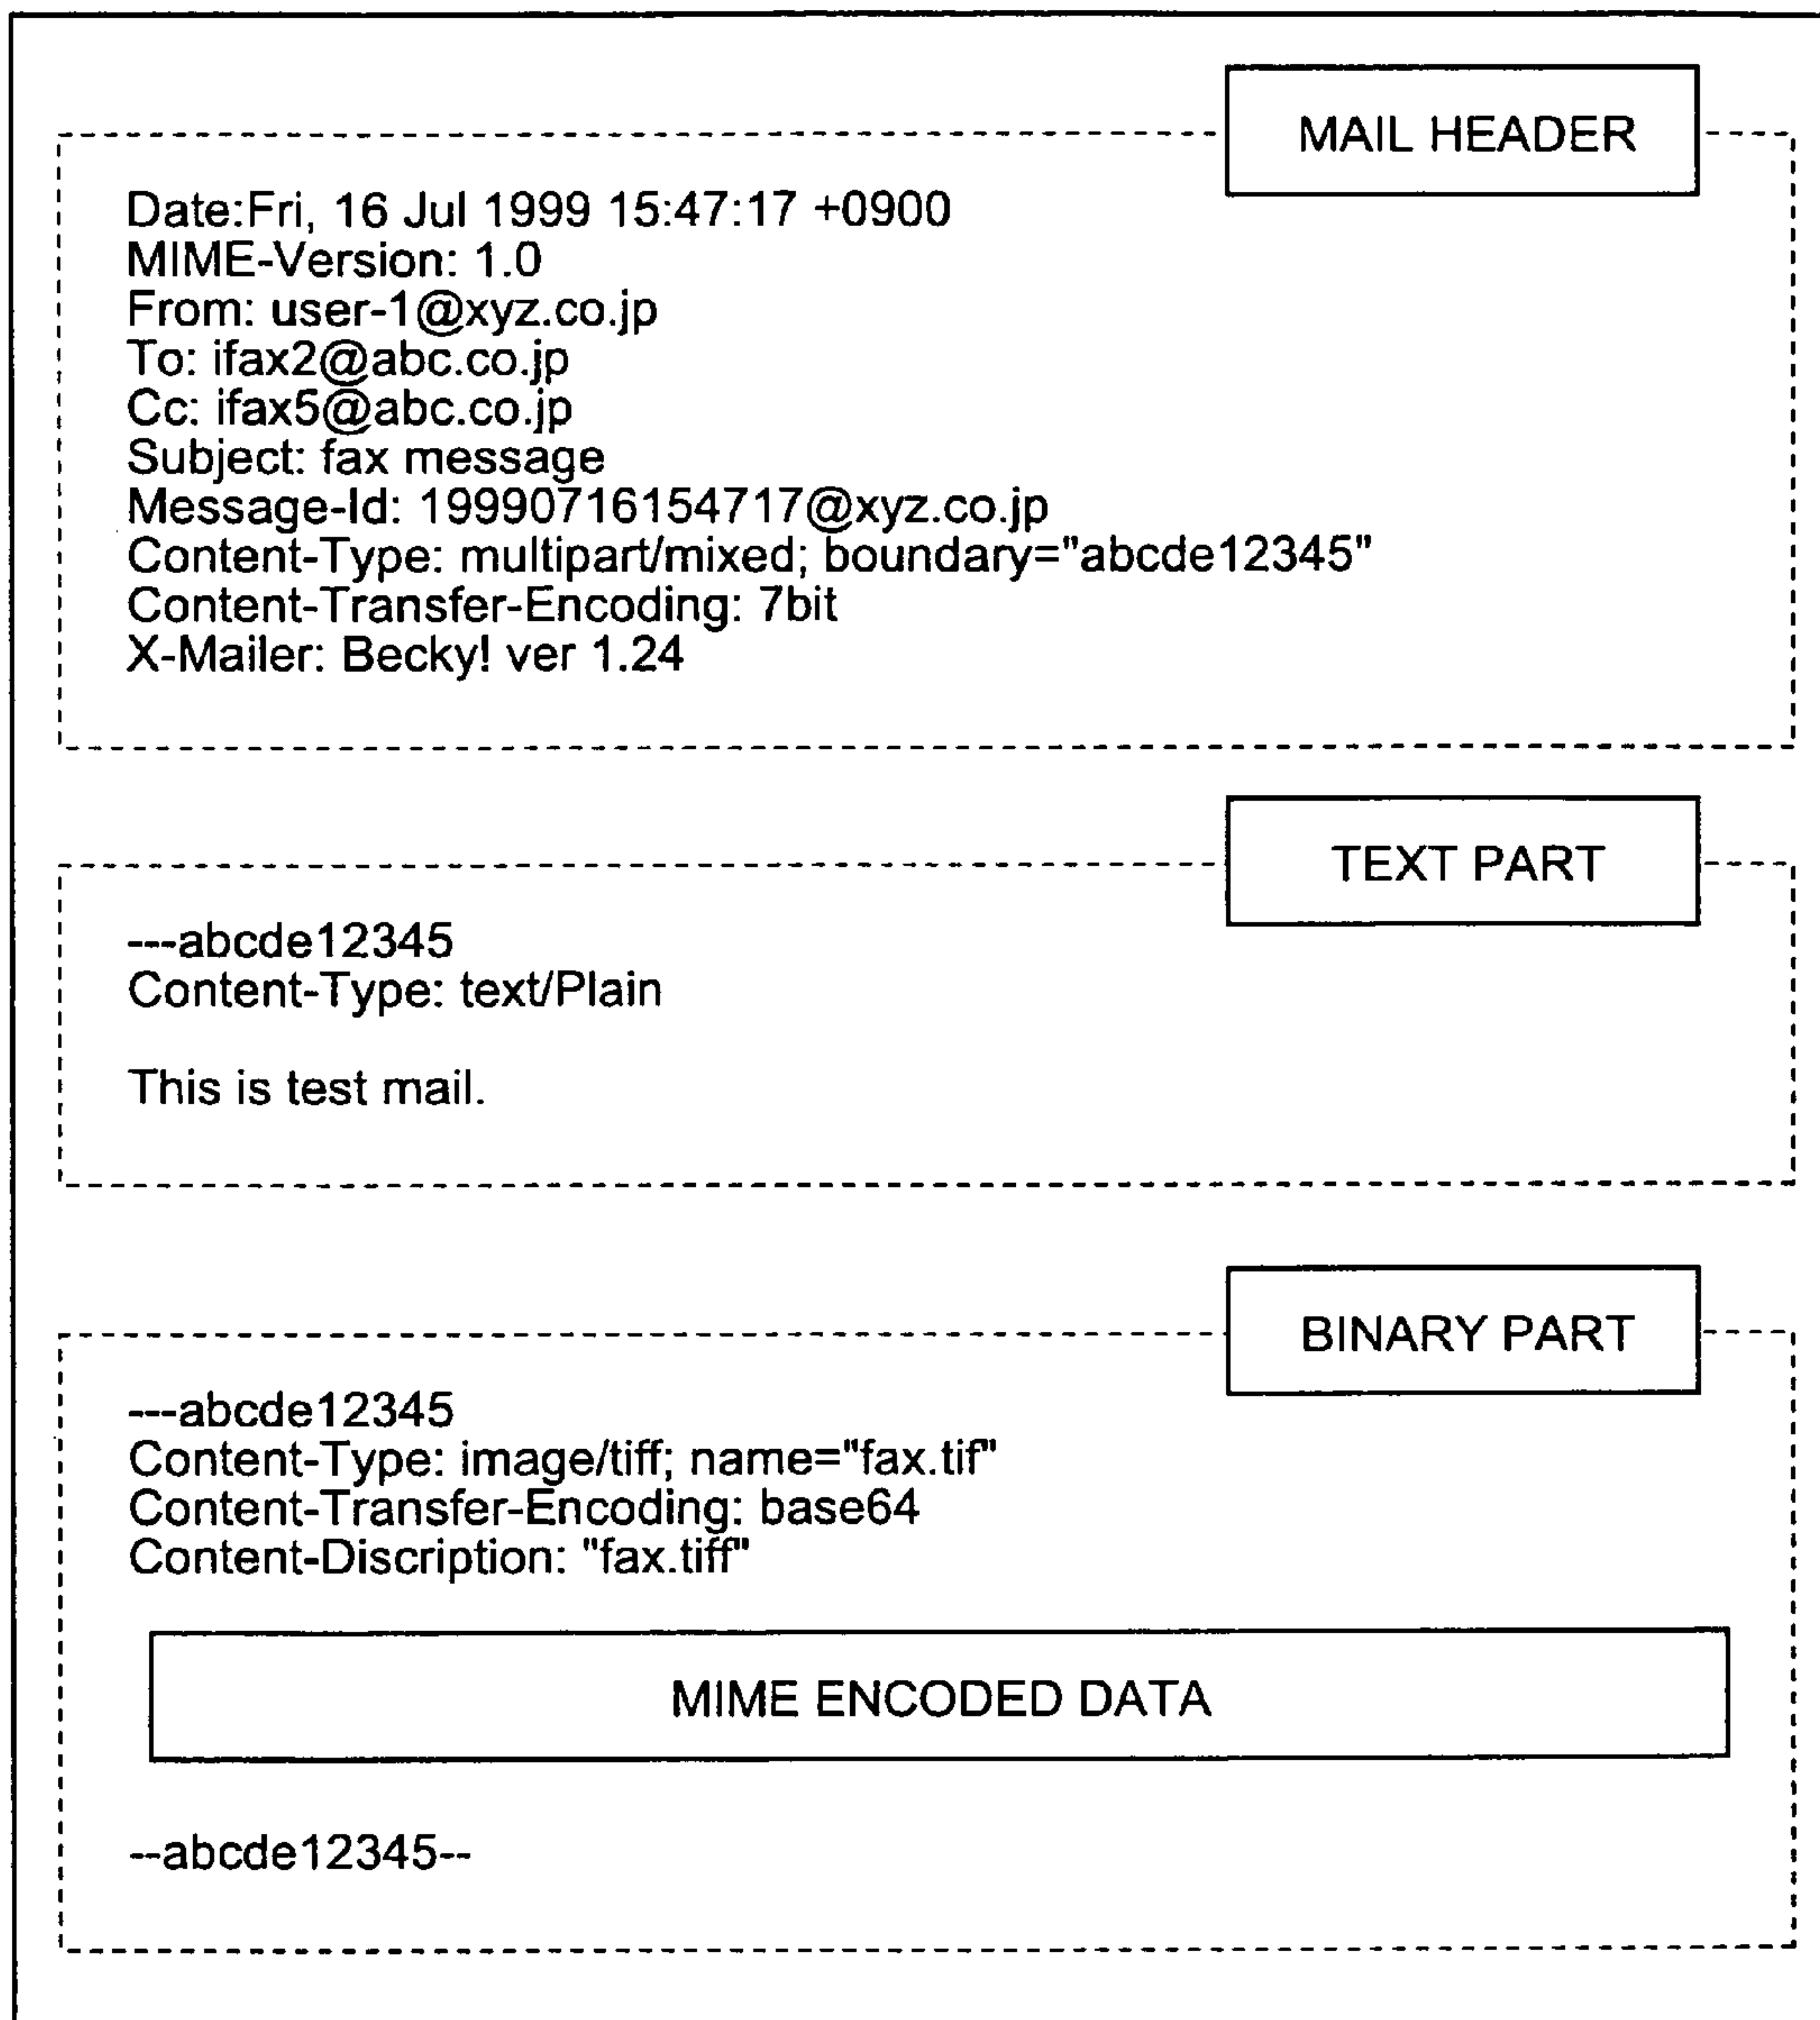 MAIL HEADER
Date:Fri, 16 Jul 1999 15:47:17 +0900
MIME-Version: 1.0
From: user-1@xyz.co.jp
To: ifax2@abc.co.jp
Cc: ifax5@abc.co.jp
Subject: fax message
Message-Id: 19990716154717@xyz.co.jp
Content-Type: multipart/mixed; boundary="abcde12345"
Content-Transfer-Encoding: 7bit
X-Mailer: Becky! ver 1.24
TEXT PART
---abcde12345
Content-Type: text/Plain
This is test mail.
BINARY PART
---abcde12345
Content-Type: image/tiff; name="fax.tif"
Content-Transfer-Encoding: base64
Content-Discription: "fax.tiff"
MIME ENCODED DATA
--abcde12345--